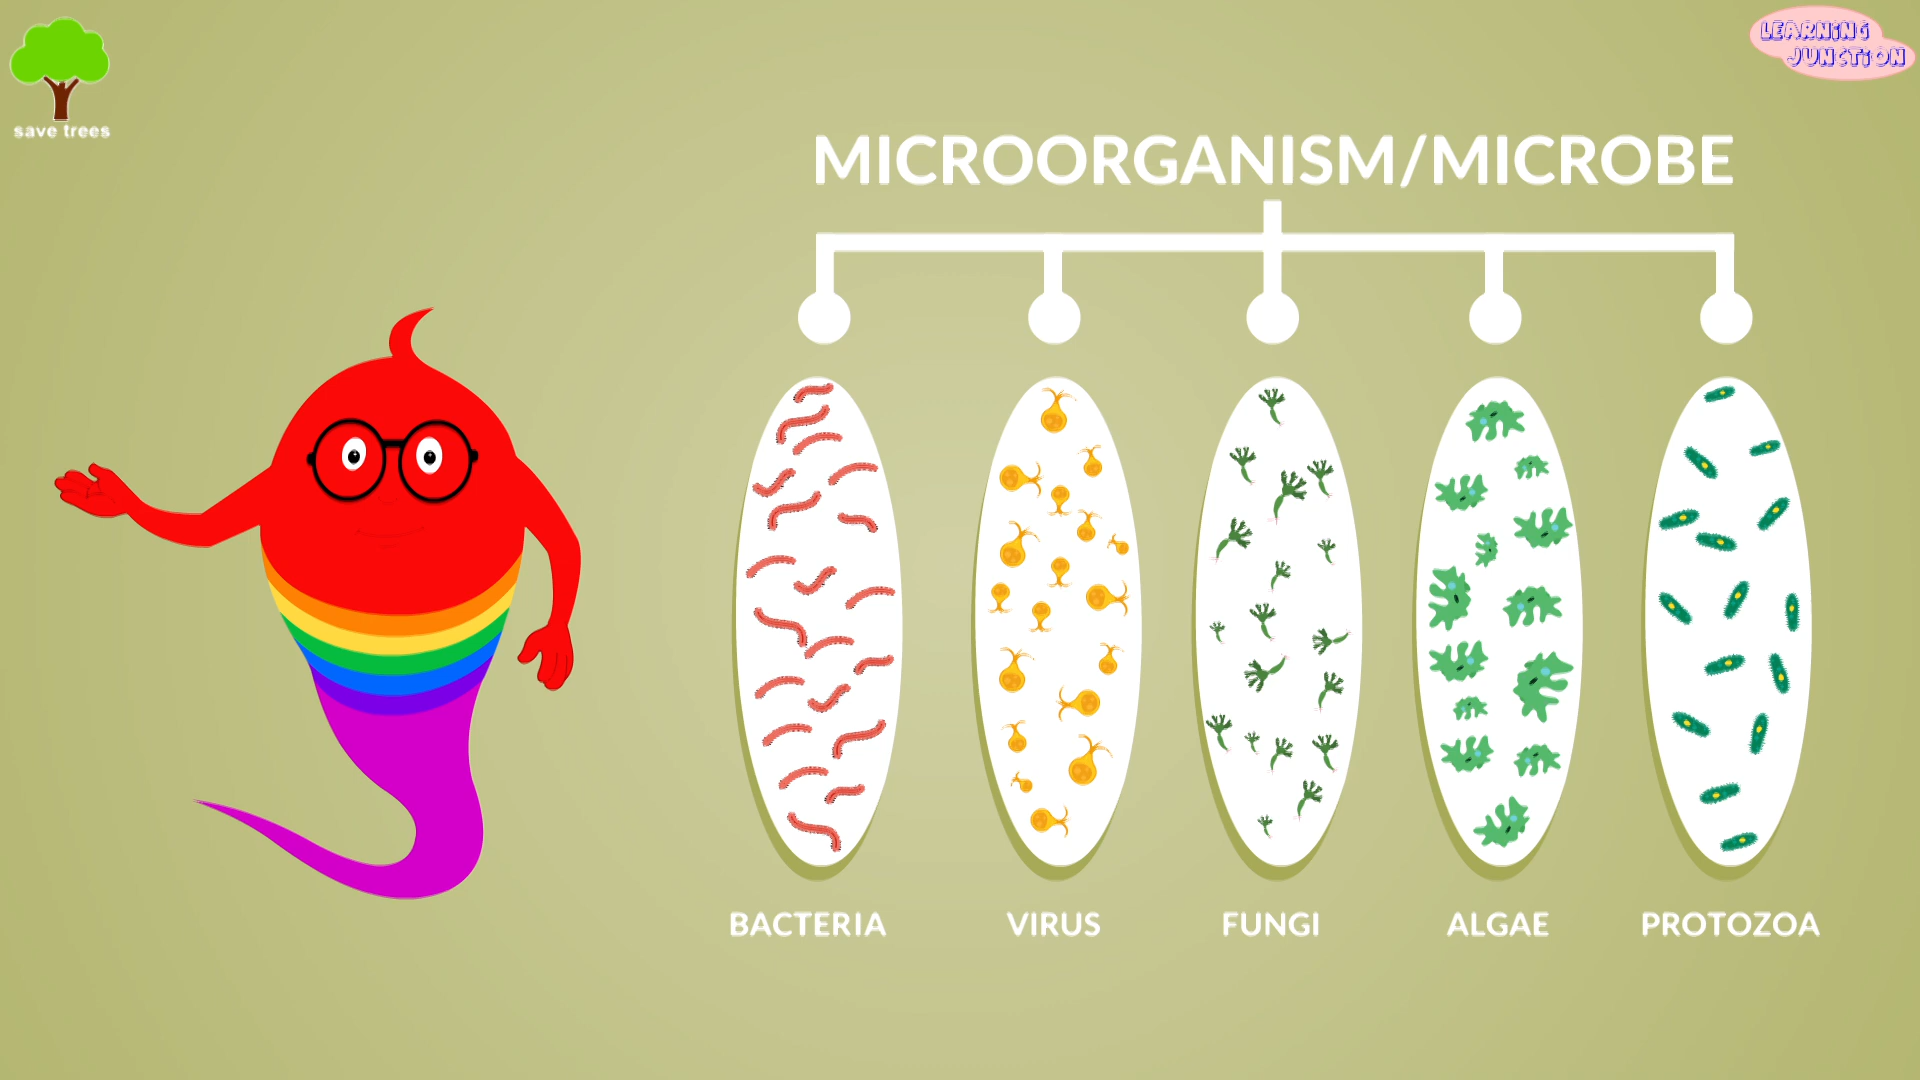 save trees
LEARNING
JUNCTION
MICROORGANISM/MICROBE
BACTERIA
VIRUS
FUNGI
ALGAE
PROTOZOA